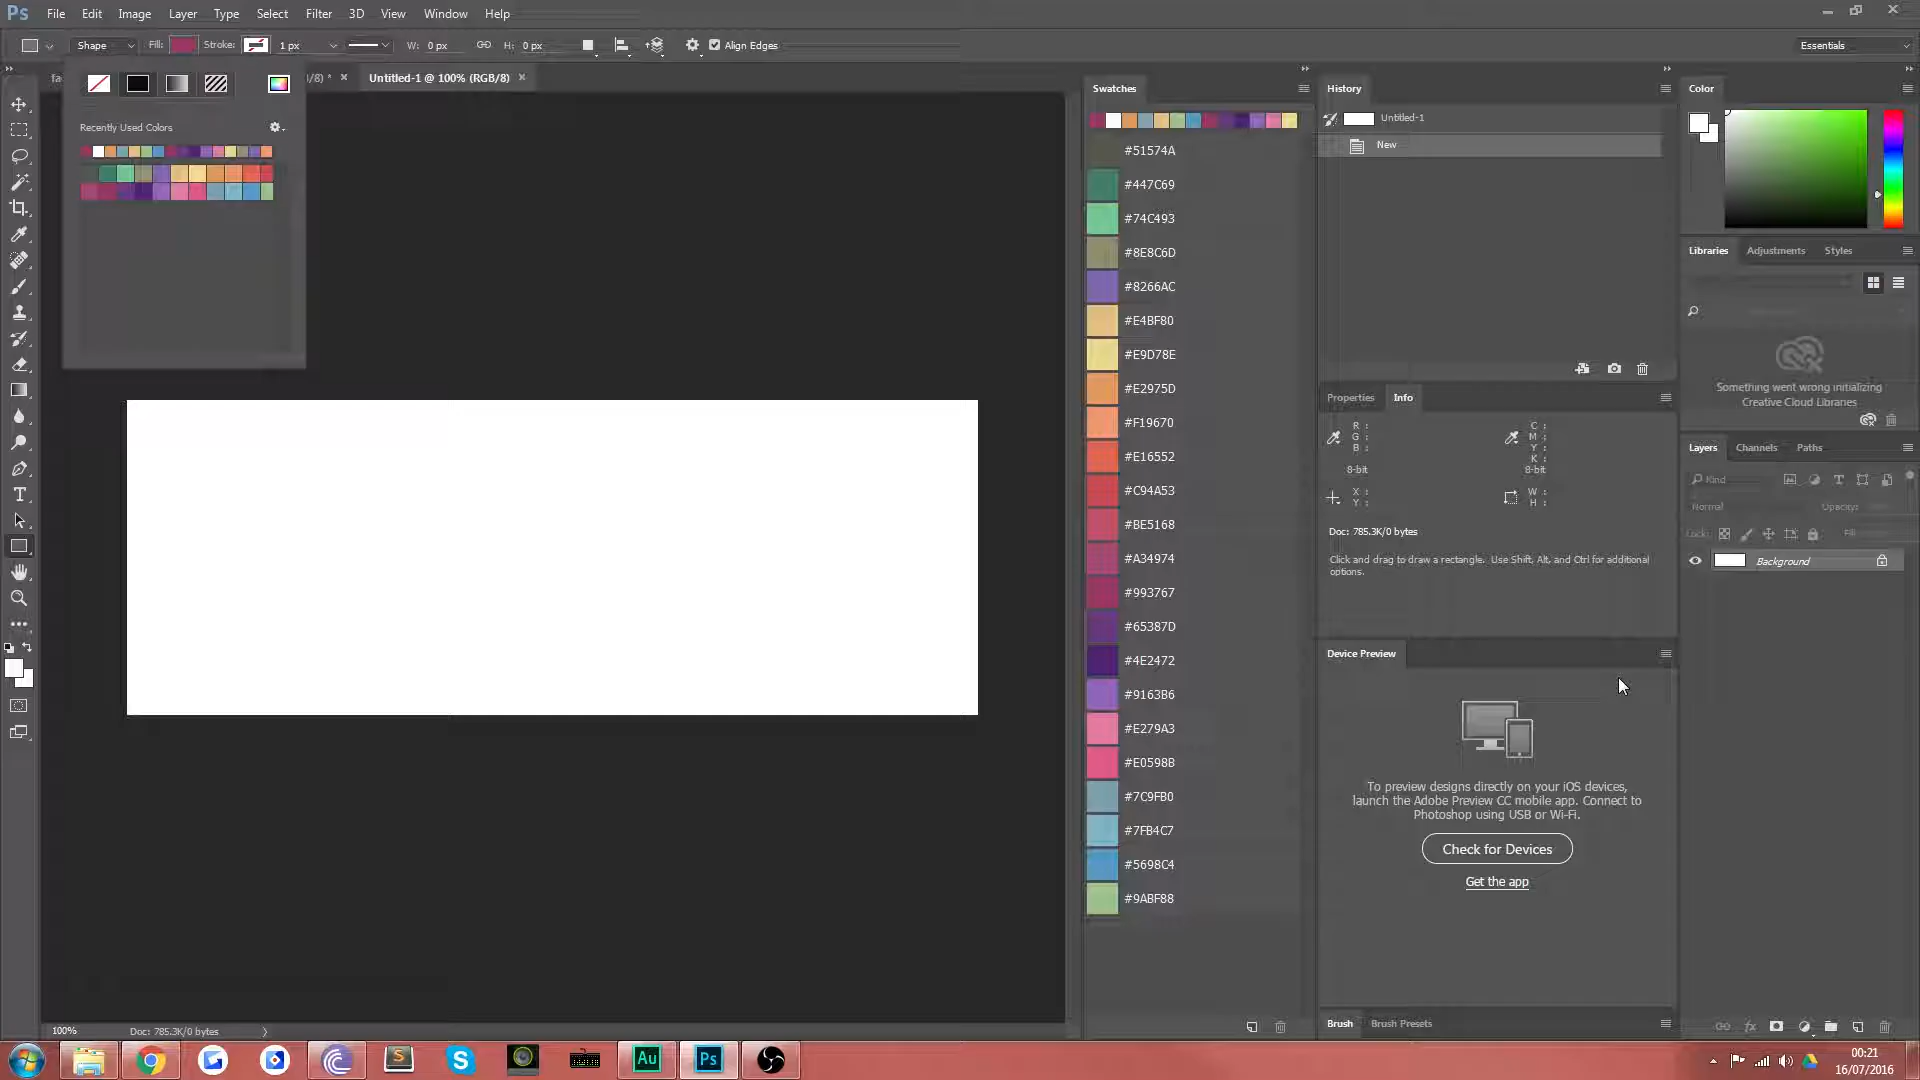 Ps File Edit Image Layer Type Select Filter 3D View Window Help
Shape Fill: Stroke: 1 px W: 0 px H: 0 px Align Edges Essentials
/8) * × Untitled-1 @ 100% (RGB/8) ×
Recently Used Colors
Swatches
#51574A
#447C69
#74C493
#8E8C6D
#8266AC
#E4BF80
#E9D78E
#E2975D
#F19670
#E16552
#C94A53
#BE5168
#A34974
#993767
#65387D
#4E2472
#9163B6
#E279A3
#E0598B
#7C9FB0
#7FB4C7
#5698C4
#9ABF88
History
Untitled-1
New
Properties Info
R : C :
G : M :
B : Y :
K :
8-bit 8-bit
X : W :
Y : H :
Doc: 785.3K/0 bytes
Click and drag to draw a rectangle. Use Shift, Alt, and Ctrl for additional
options.
Device Preview
To preview designs directly on your iOS devices,
launch the Adobe Preview CC mobile app. Connect to
Photoshop using USB or Wi-Fi.
Check for Devices
Get the app
Brush Brush Presets
Color
Libraries Adjustments Styles
Something went wrong initializing
Creative Cloud Libraries
Layers Channels Paths
Kind
Normal Opacity:
Lock: Fill
Background
100% Doc: 785.3K/0 bytes
S Au Ps
00:21
16/07/2016